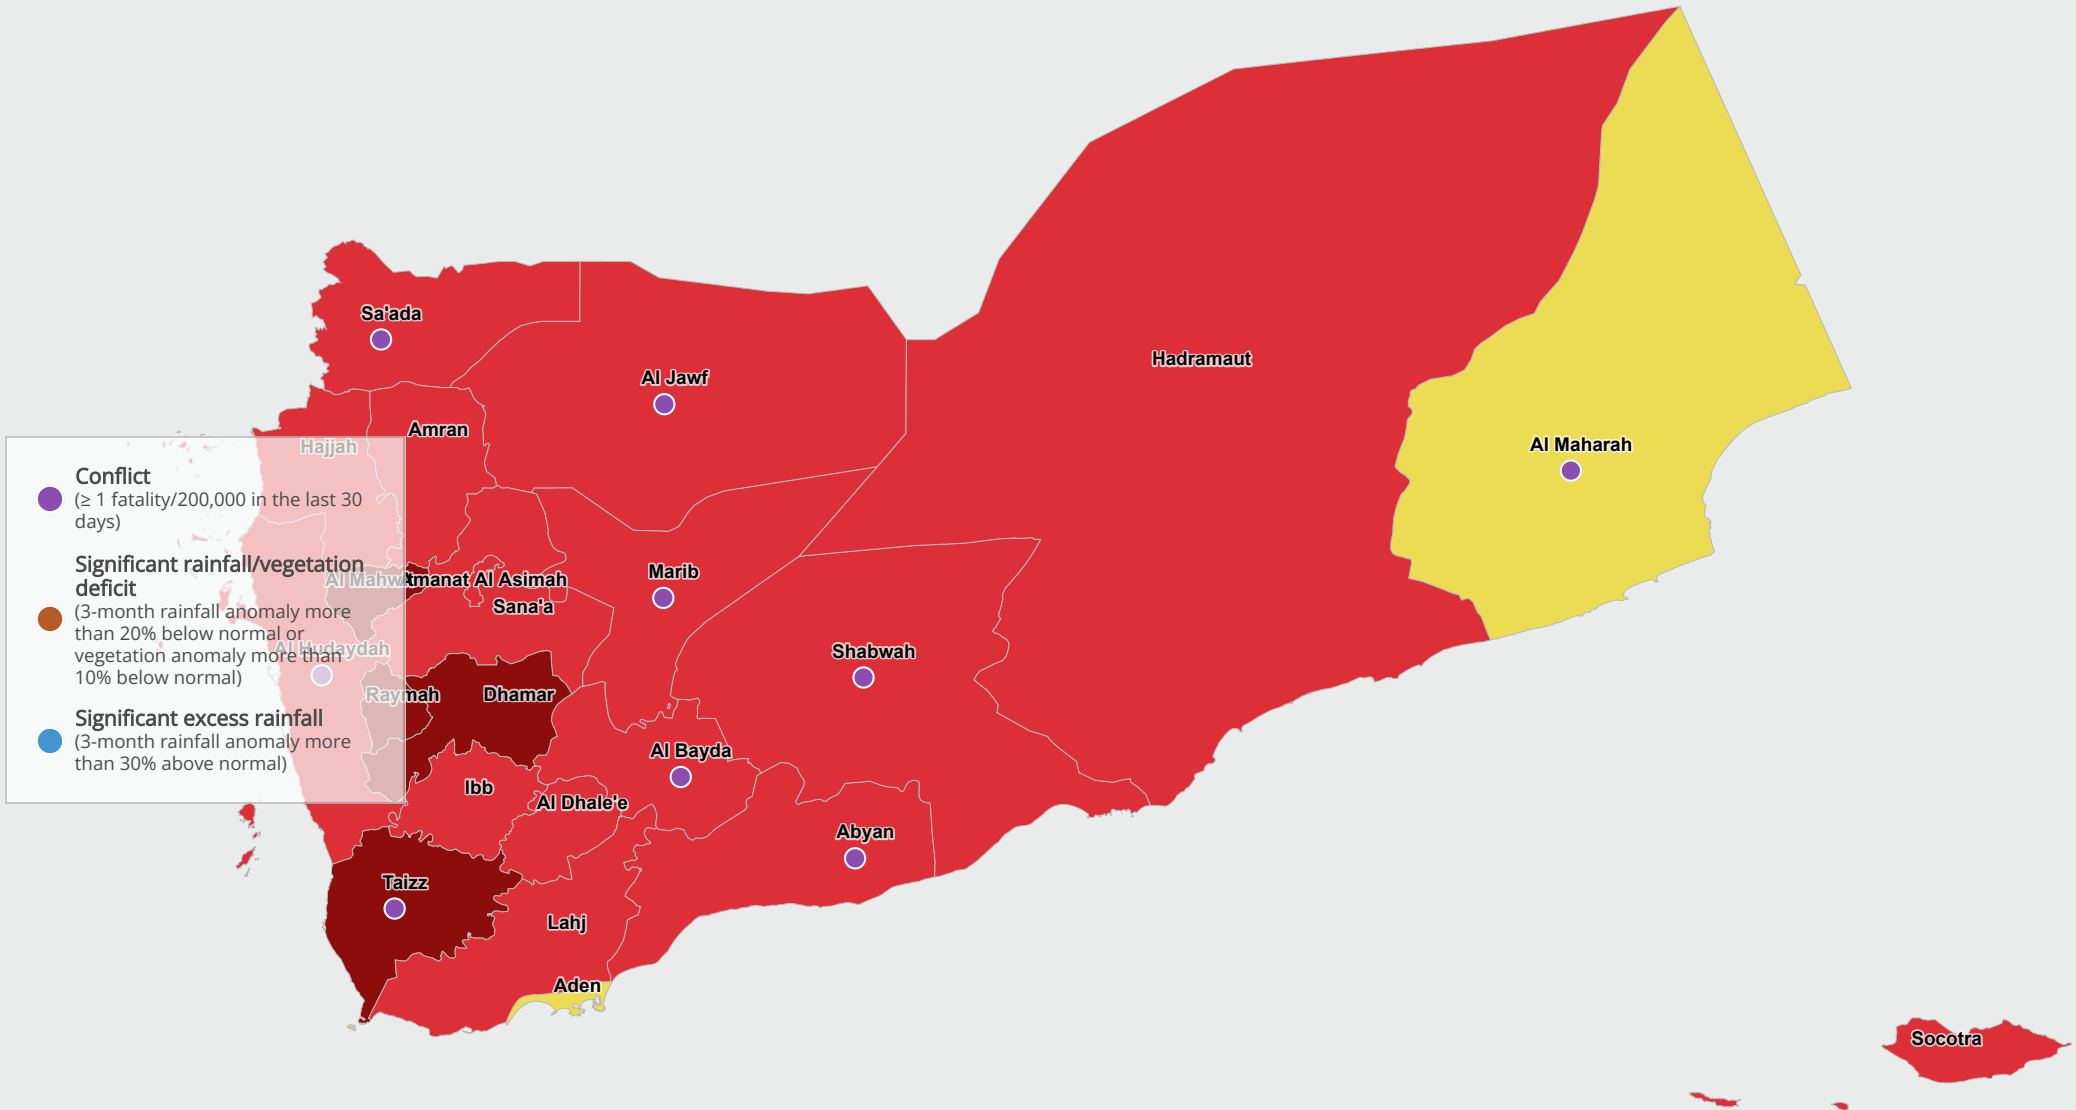 Sa'ada
Hadramaut
Al Jawf
Amran
Al Maharah
Hajjah
Conflict
(≥ 1 fatality/200,000 in the last 30
days)
Significant rainfall/vegetation
deficit
(3-month rainfall anomaly more
than 20% below normal or
vegetation anomaly more than
10% below normal)
Significant excess rainfall
(3-month rainfall anomaly more
than 30% above normal)
Marib
Al Mahwit
Amanat Al Asimah
Sana'a
Al Hudaydah
Shabwah
Raymah
Dhamar
Al Bayda
Ibb
Al Dhale'e
Abyan
Taizz
Lahj
Aden
Socotra